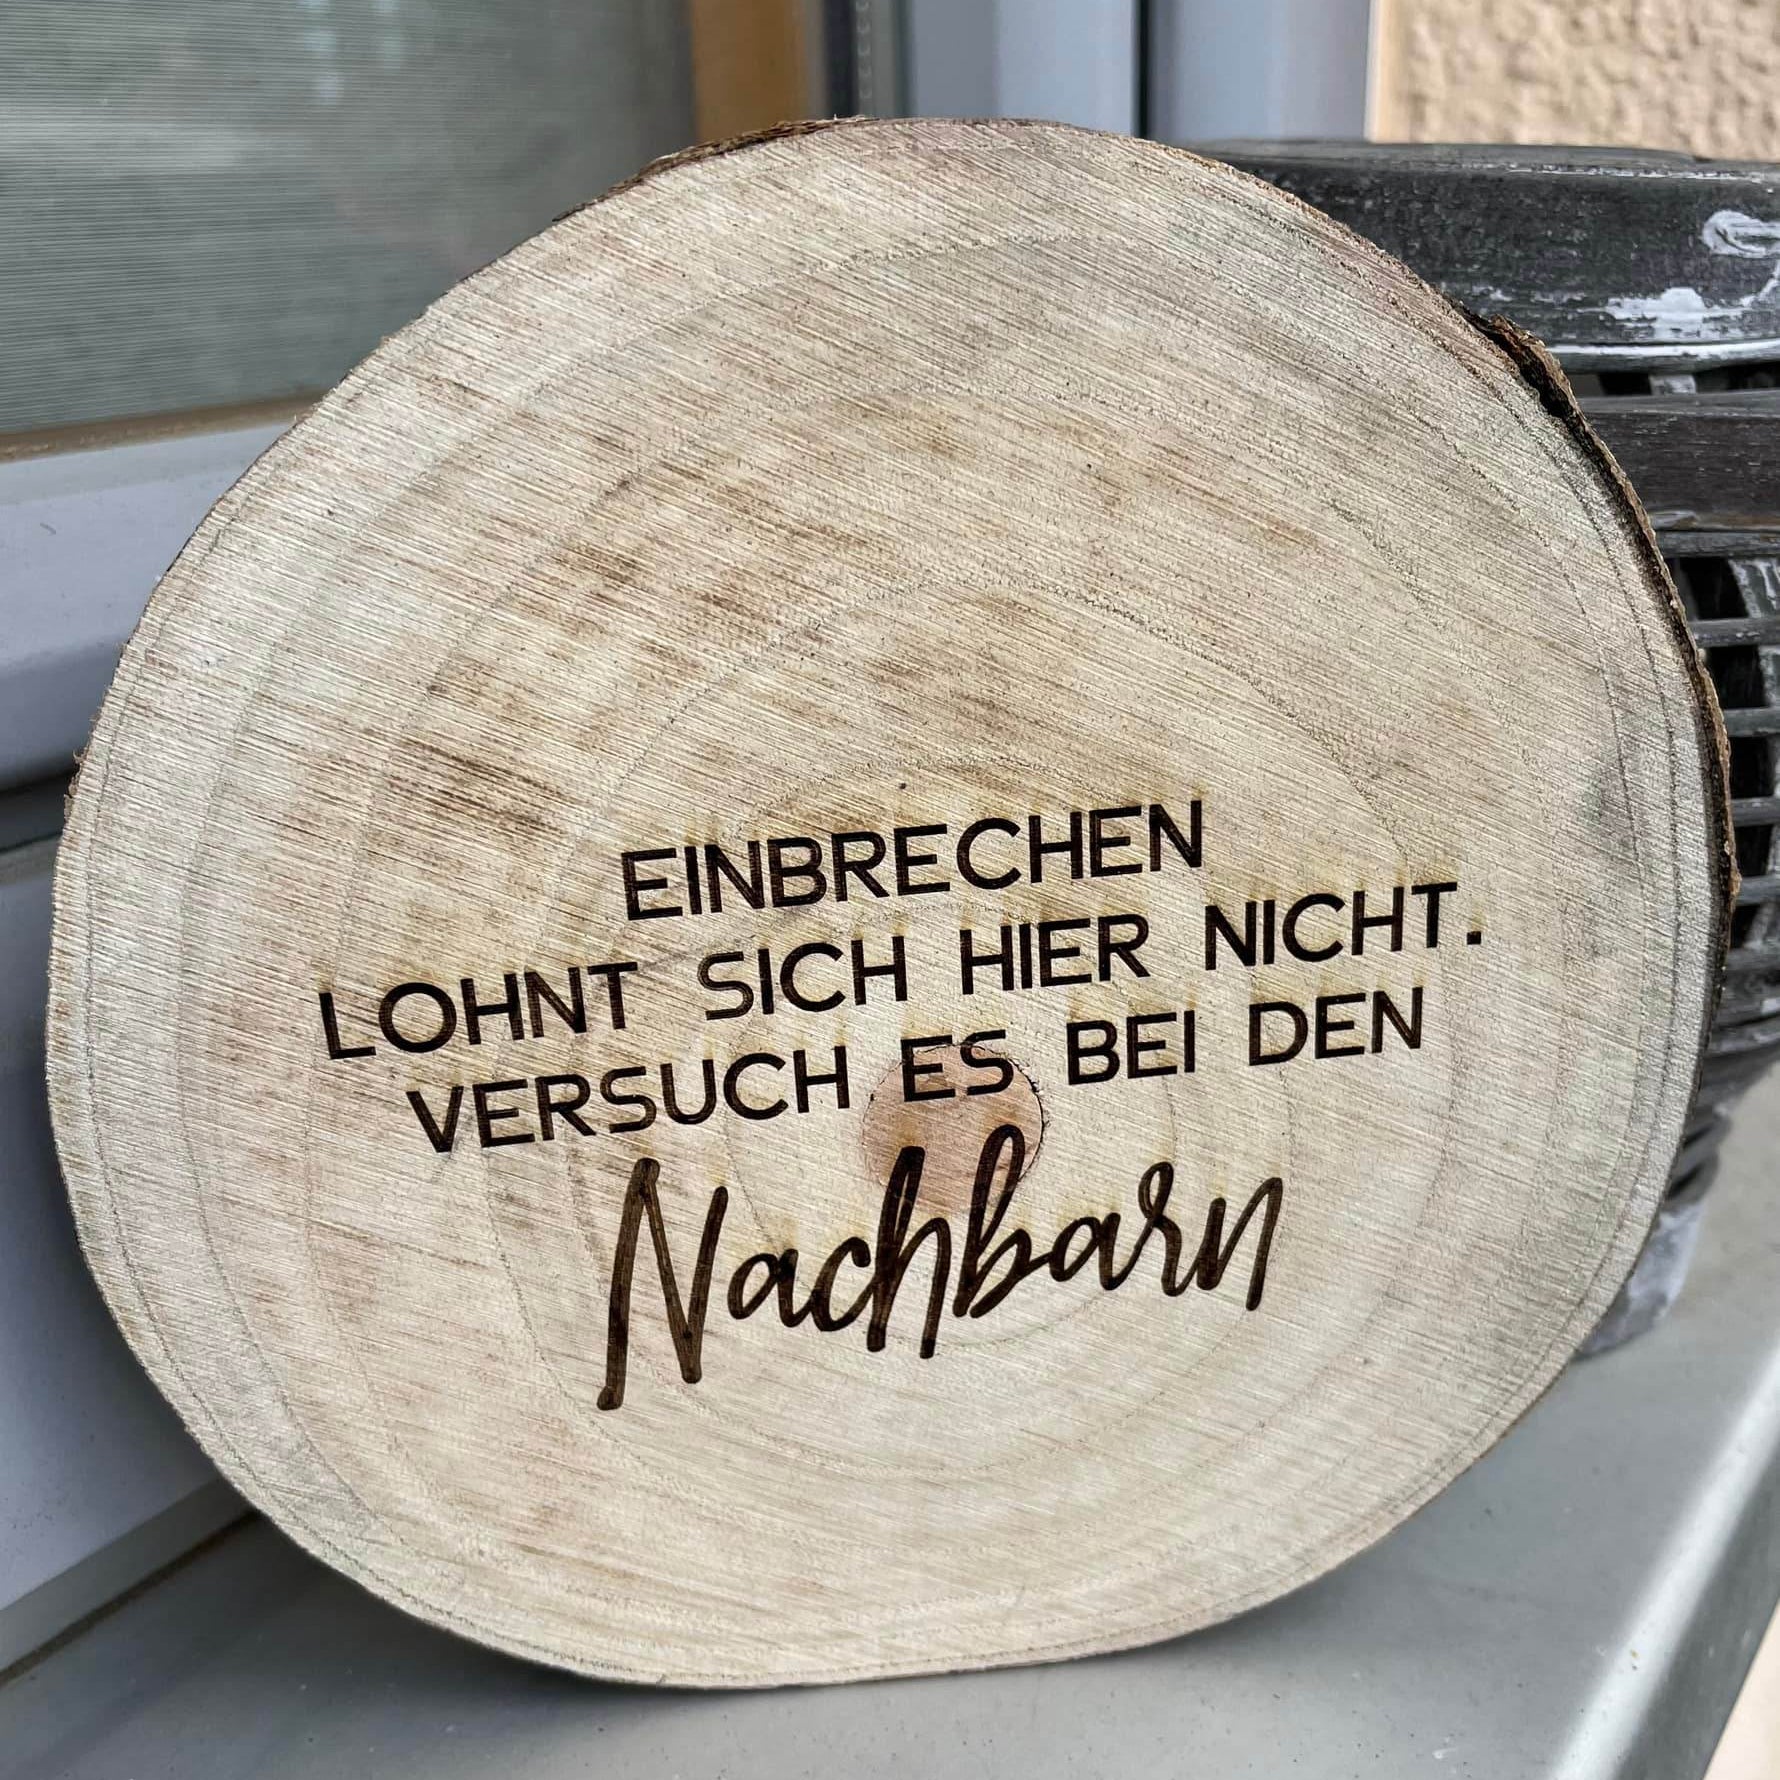 EINBRECHEN
LOHNT SICH HIER NICHT.
VERSUCH ES BEI DEN
Nachbarn